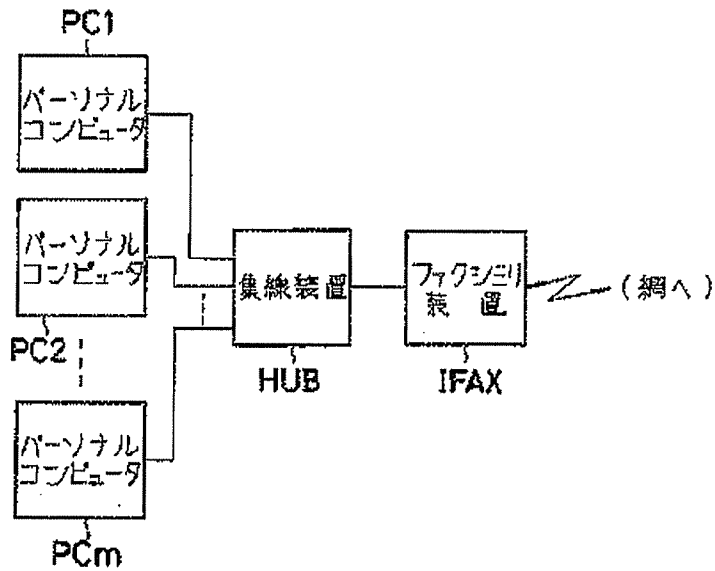 PC1
パーソナル
コンピュータ
パーソナル
コンピュータ
PC2
集線装置
HUB
ファクシミリ
装置
IFAX
(網へ)
パーソナル
コンピュータ
PCm